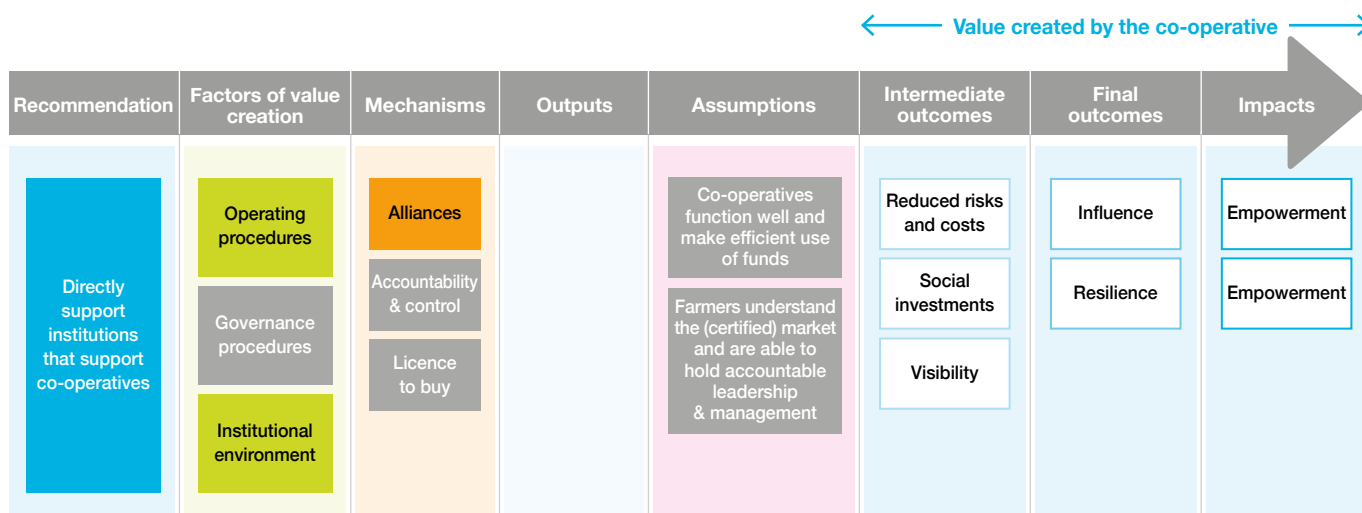 Value created by the co-operative
Recommendation
Factors of value
creation
Mechanisms
Outputs
Assumptions
Intermediate
outcomes
Final
outcomes
Impacts
Directly
support
institutions
that support
co-operatives
Operating
procedures
Governance
procedures
Institutional
environment
Alliances
Accountability
& control
Licence
to buy
Co-operatives
function well and
make efficient use
of funds
Farmers understand
the (certified) market
and are able to
hold accountable
leadership
& management
Reduced risks
and costs
Social
investments
Visibility
Influence
Resilience
Empowerment
Empowerment